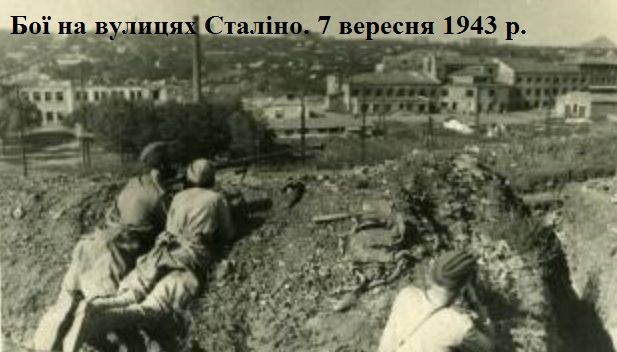 Бої на вулицях Сталіно. 7 вересня 1943 р.